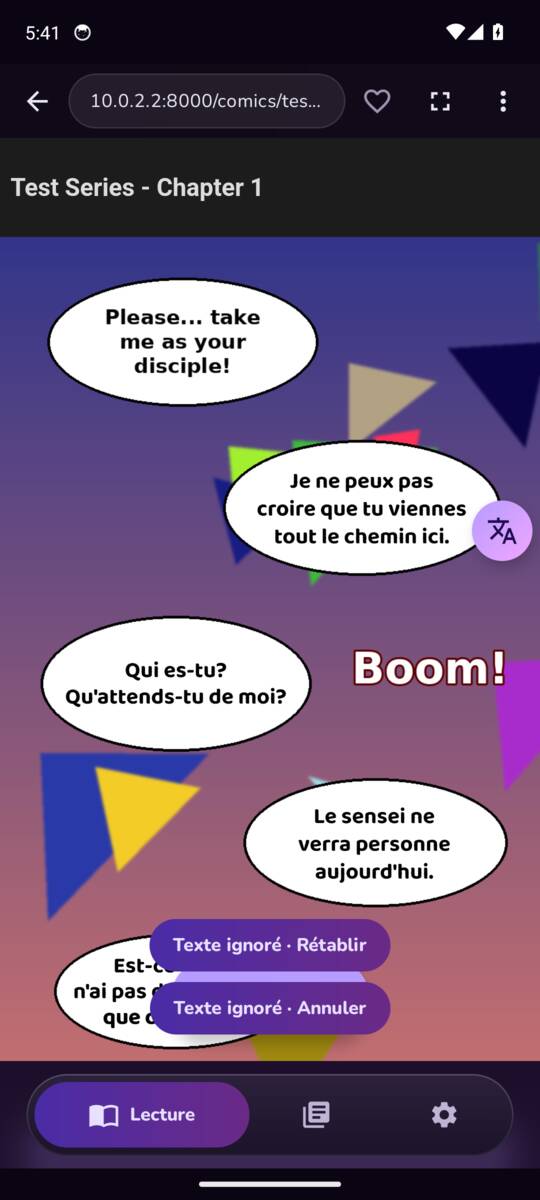 5:41
10.0.2.2:8000/comics/tes...
Test Series - Chapter 1
Please... take
me as your
disciple!
Je ne peux pas
croire que tu viennes
tout le chemin ici.
Qui es-tu?
Qu'attends-tu de moi?
Boom!
Le sensei ne
verra personne
aujourd'hui.
n'ai pas
que
Texte ignoré · Rétablir
Texte ignoré · Annuler
Lecture